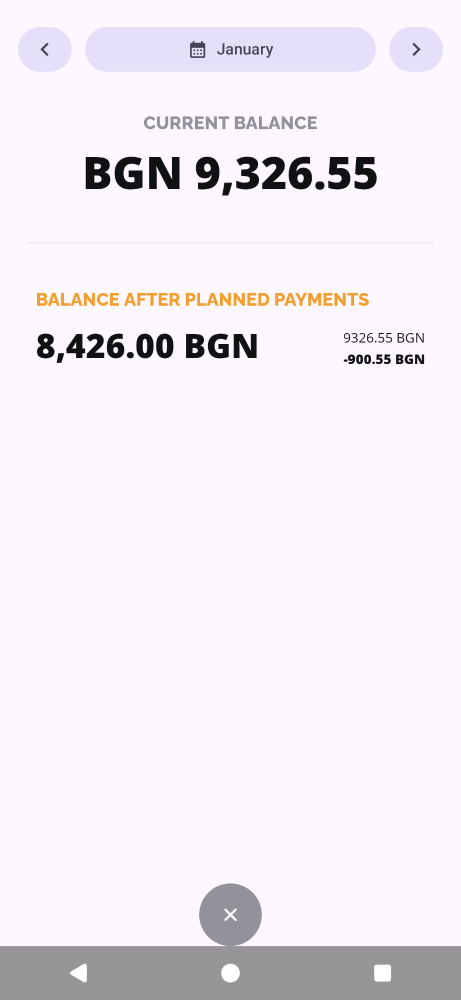 January
CURRENT BALANCE
BGN 9,326.55
BALANCE AFTER PLANNED PAYMENTS
8,426.00 BGN
9326.55 BGN
-900.55 BGN